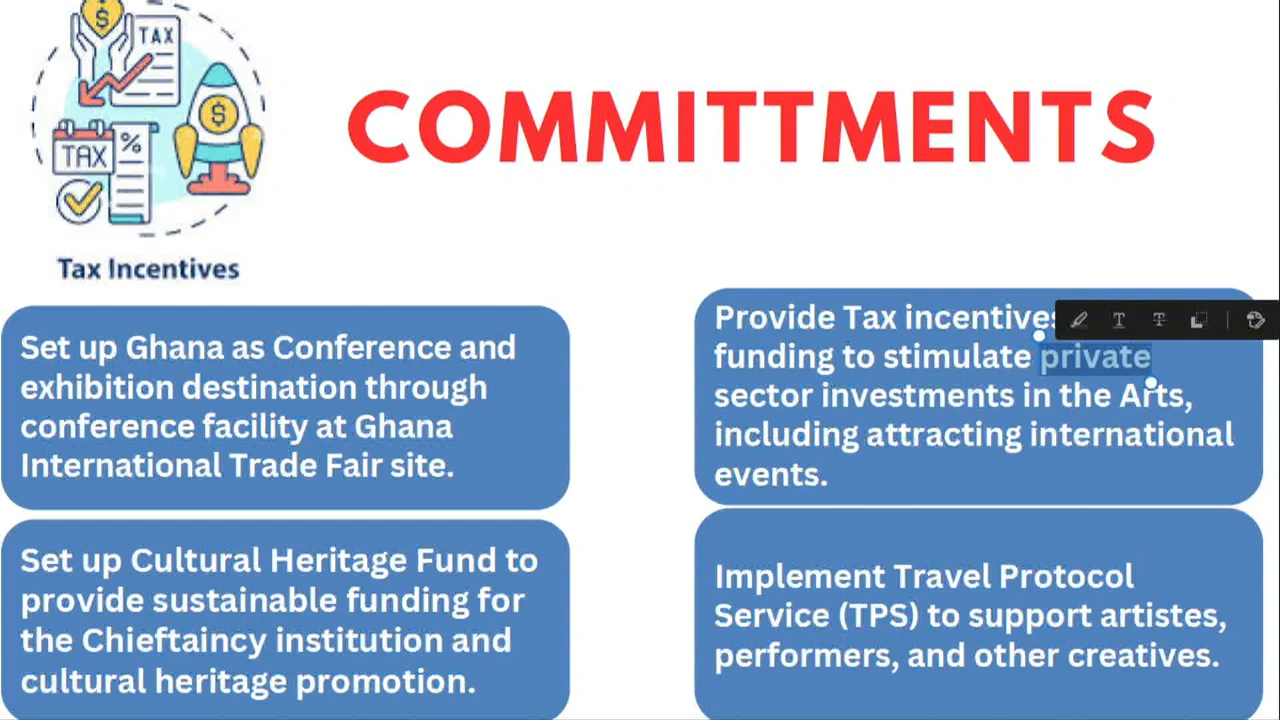 TAX
TAX
%
$
$
Tax Incentives
COMMITTMENTS
Set up Ghana as Conference and
exhibition destination through
conference facility at Ghana
International Trade Fair site.
Provide Tax incentives
funding to stimulate private
sector investments in the Arts,
including attracting international
events.
Set up Cultural Heritage Fund to
provide sustainable funding for
the Chieftaincy institution and
cultural heritage promotion.
Implement Travel Protocol
Service (TPS) to support artistes,
performers, and other creatives.